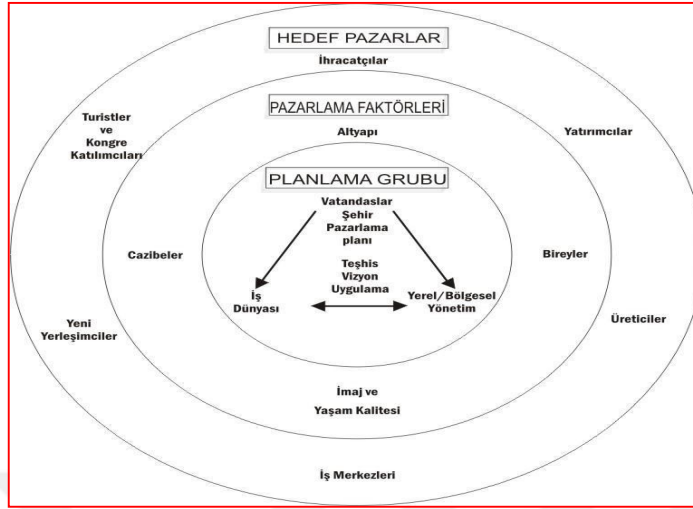 HEDEF PAZARLAR
İhracatçılar
Turistler
ve
Kongre
Katılımcıları
Yatırımcılar
PAZARLAMA FAKTÖRLERİ
Altyapı
PLANLAMA GRUBU
Vatandaslar
Şehir
Pazarlama
planı
Cazibeler
Bireyler
Teşhis
Vizyon
Uygulama
İş
Dünyası
Yerel/Bölgesel
Yönetim
Yeni
Yerleşimciler
Üreticiler
İmaj ve
Yaşam Kalitesi
İş Merkezleri